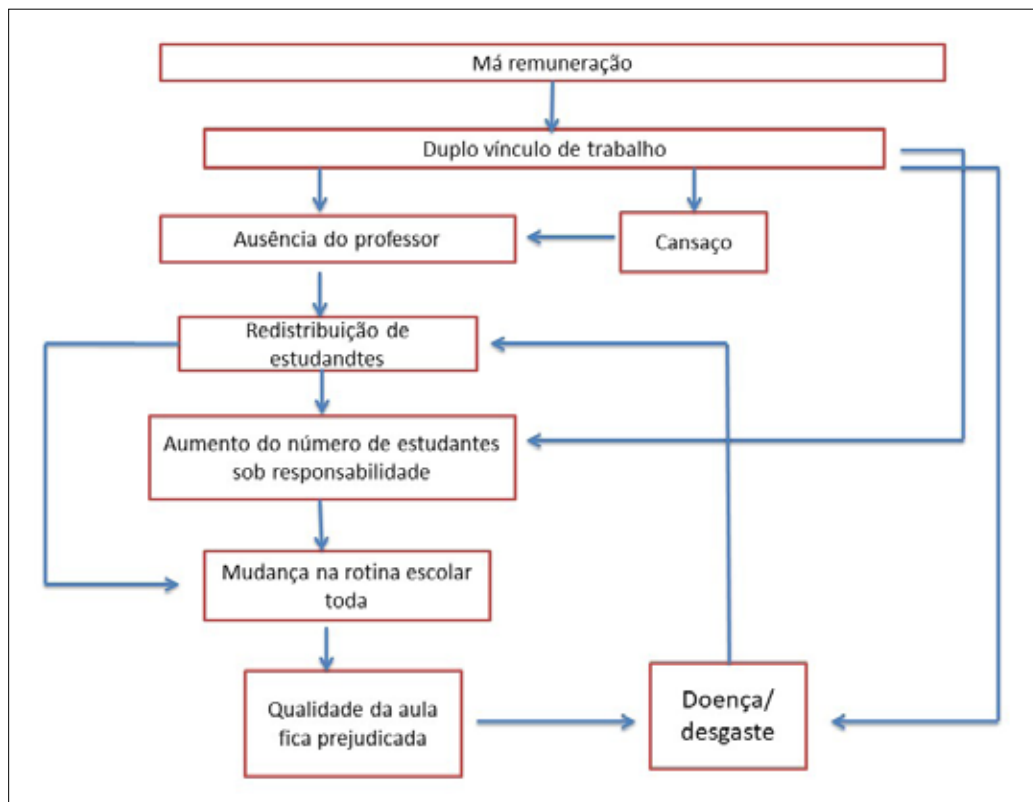 Má remuneração
Duplo vínculo de trabalho
Ausência do professor
Cansaço
Redistribuição de
estudandtes
Aumento do número de estudantes
sob responsabilidade
Mudança na rotina escolar
toda
Qualidade da aula
fica prejudicada
Doença/
desgaste